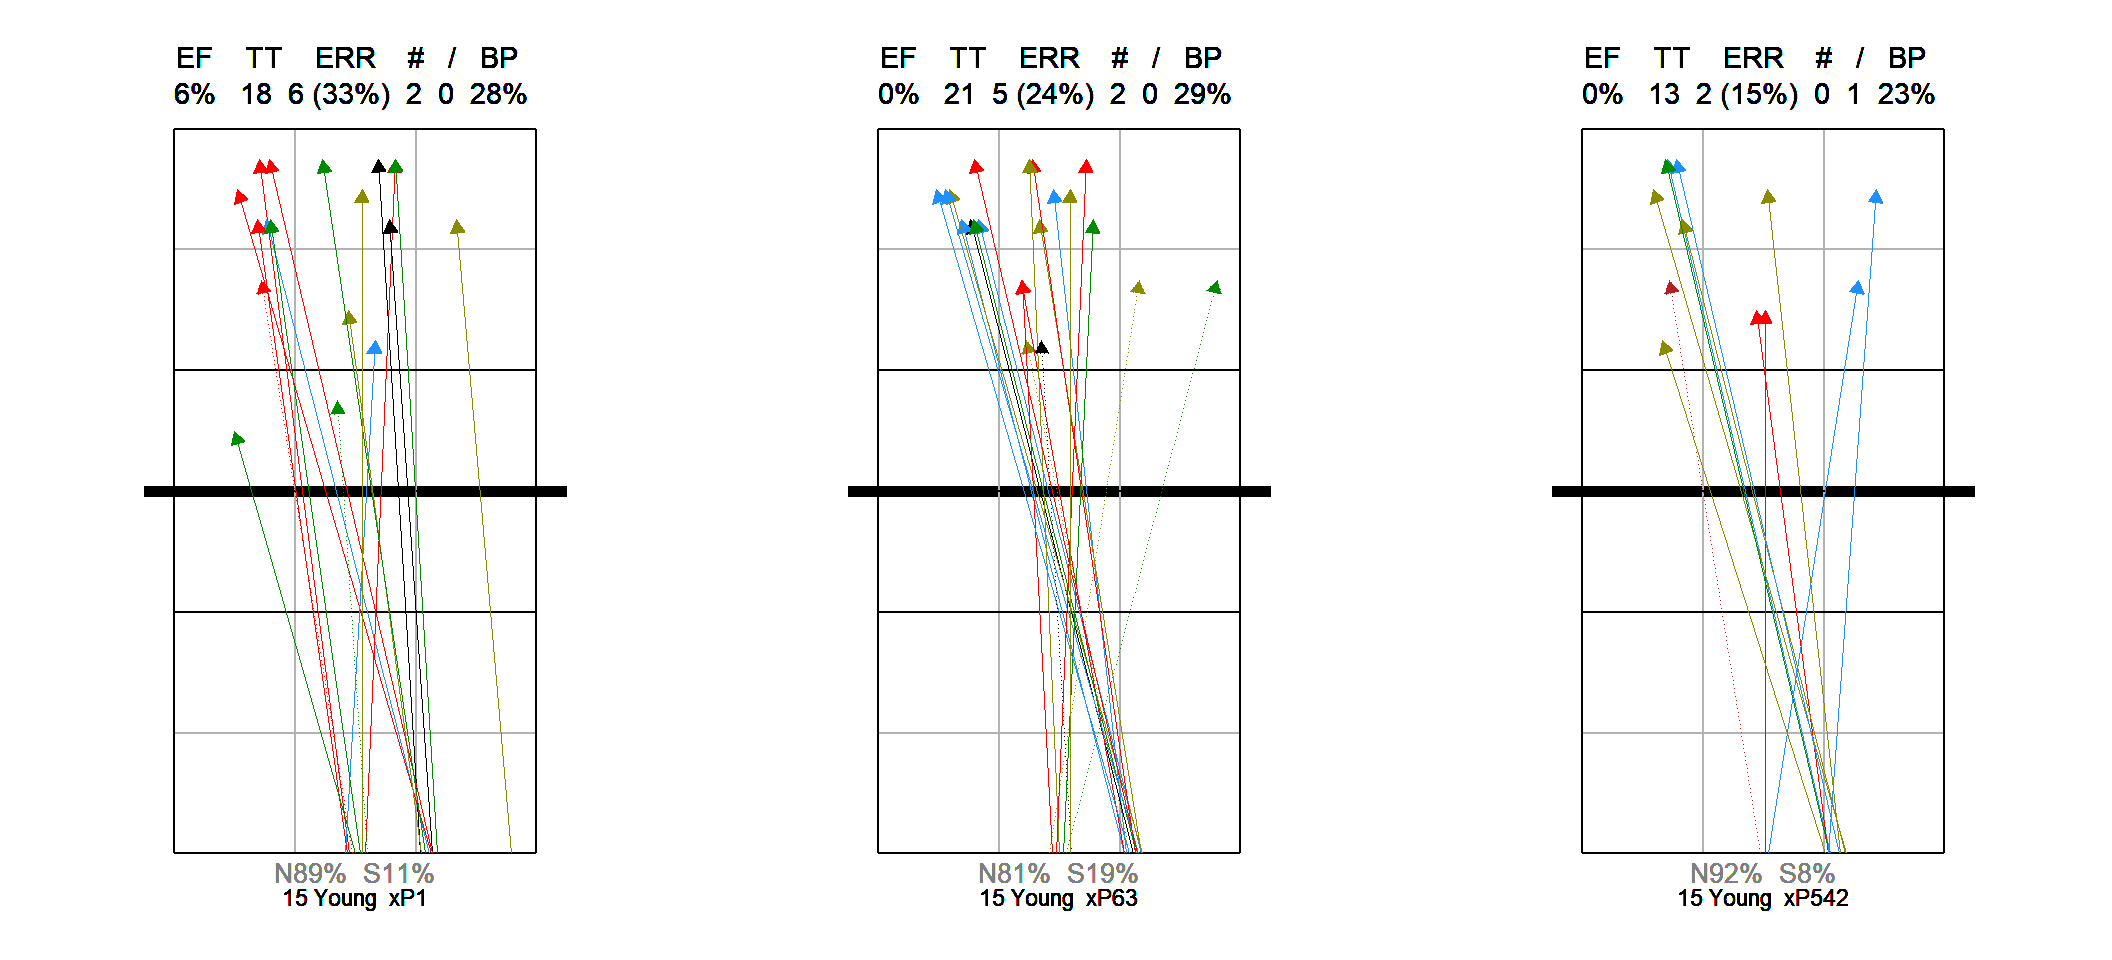 EF TT ERR # / BP
6% 18 6 (33%) 2 0 28%
N89% S11%
15 Young xP1
EF TT ERR # / BP
0% 21 5 (24%) 2 0 29%
N81% S19%
15 Young xP63
EF TT ERR # / BP
0% 13 2 (15%) 0 1 23%
N92% S8%
15 Young xP542